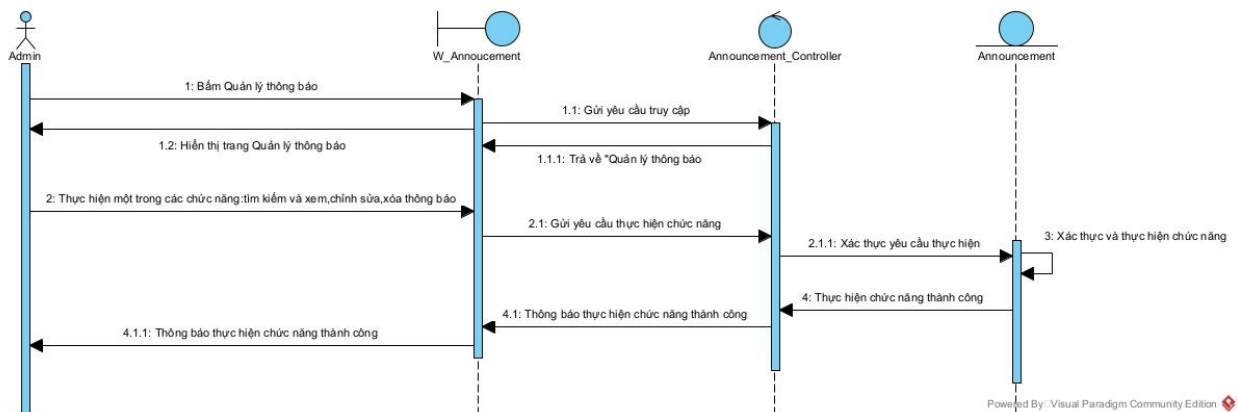 Admin
W_Annoucement
Announcement_Controller
Announcement
1: Bấm Quản lý thông báo
1.1: Gửi yêu cầu truy cập
1.2: Hiển thị trang Quản lý thông báo
1.1.1: Trả về "Quản lý thông báo
2: Thực hiện một trong các chức năng:tìm kiếm và xem,chỉnh sửa,xóa thông báo
2.1: Gửi yêu cầu thực hiện chức năng
2.1.1: Xác thực yêu cầu thực hiện
3: Xác thực và thực hiện chức năng
4: Thực hiện chức năng thành công
4.1: Thông báo thực hiện chức năng thành công
4.1.1: Thông báo thực hiện chức năng thành công
Powered By Visual Paradigm Community Edition